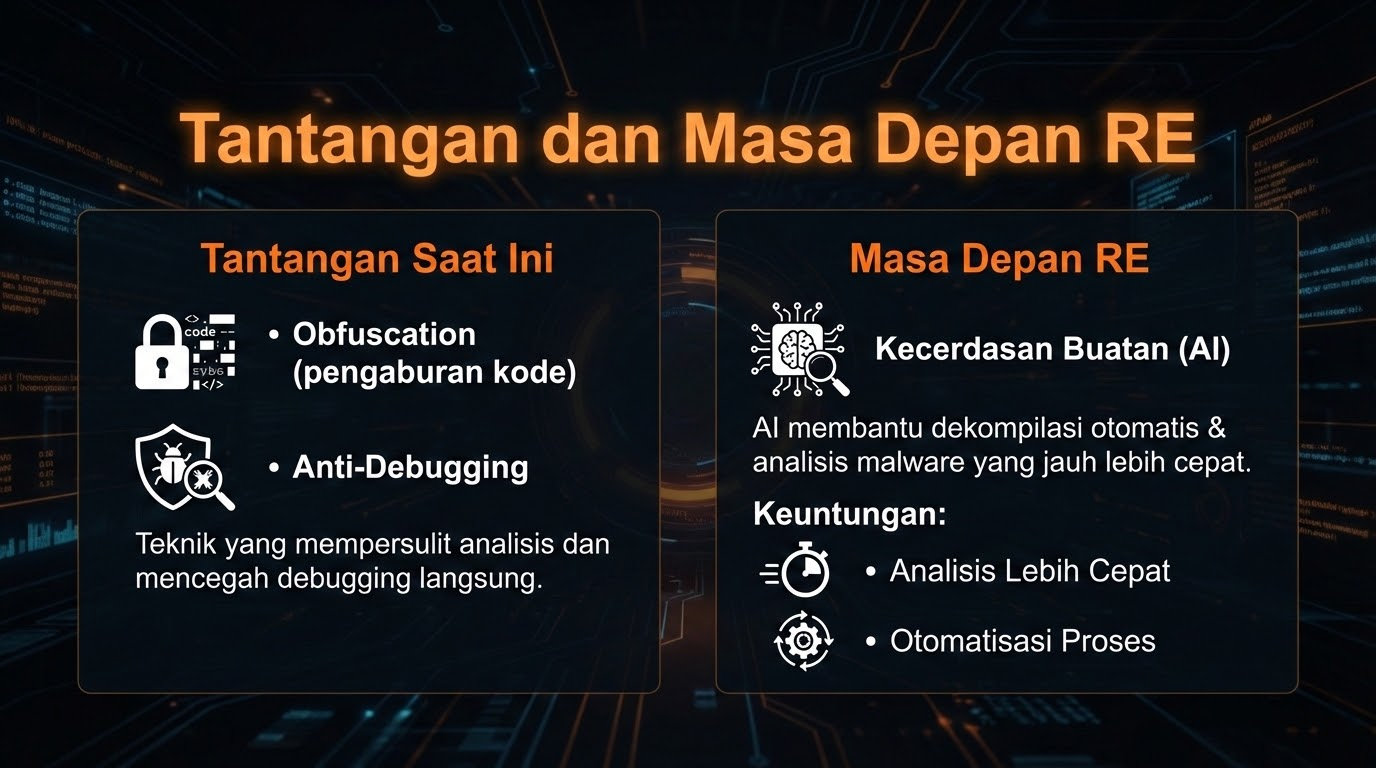 Tantangan dan Masa Depan RE
Tantangan Saat Ini
code
• Obfuscation
(pengaburan kode)
• Anti-Debugging
Teknik yang mempersulit analisis dan
mencegah debugging langsung.
Masa Depan RE
Kecerdasan Buatan (AI)
AI membantu dekompilasi otomatis &
analisis malware yang jauh lebih cepat.
Keuntungan:
• Analisis Lebih Cepat
• Otomatisasi Proses